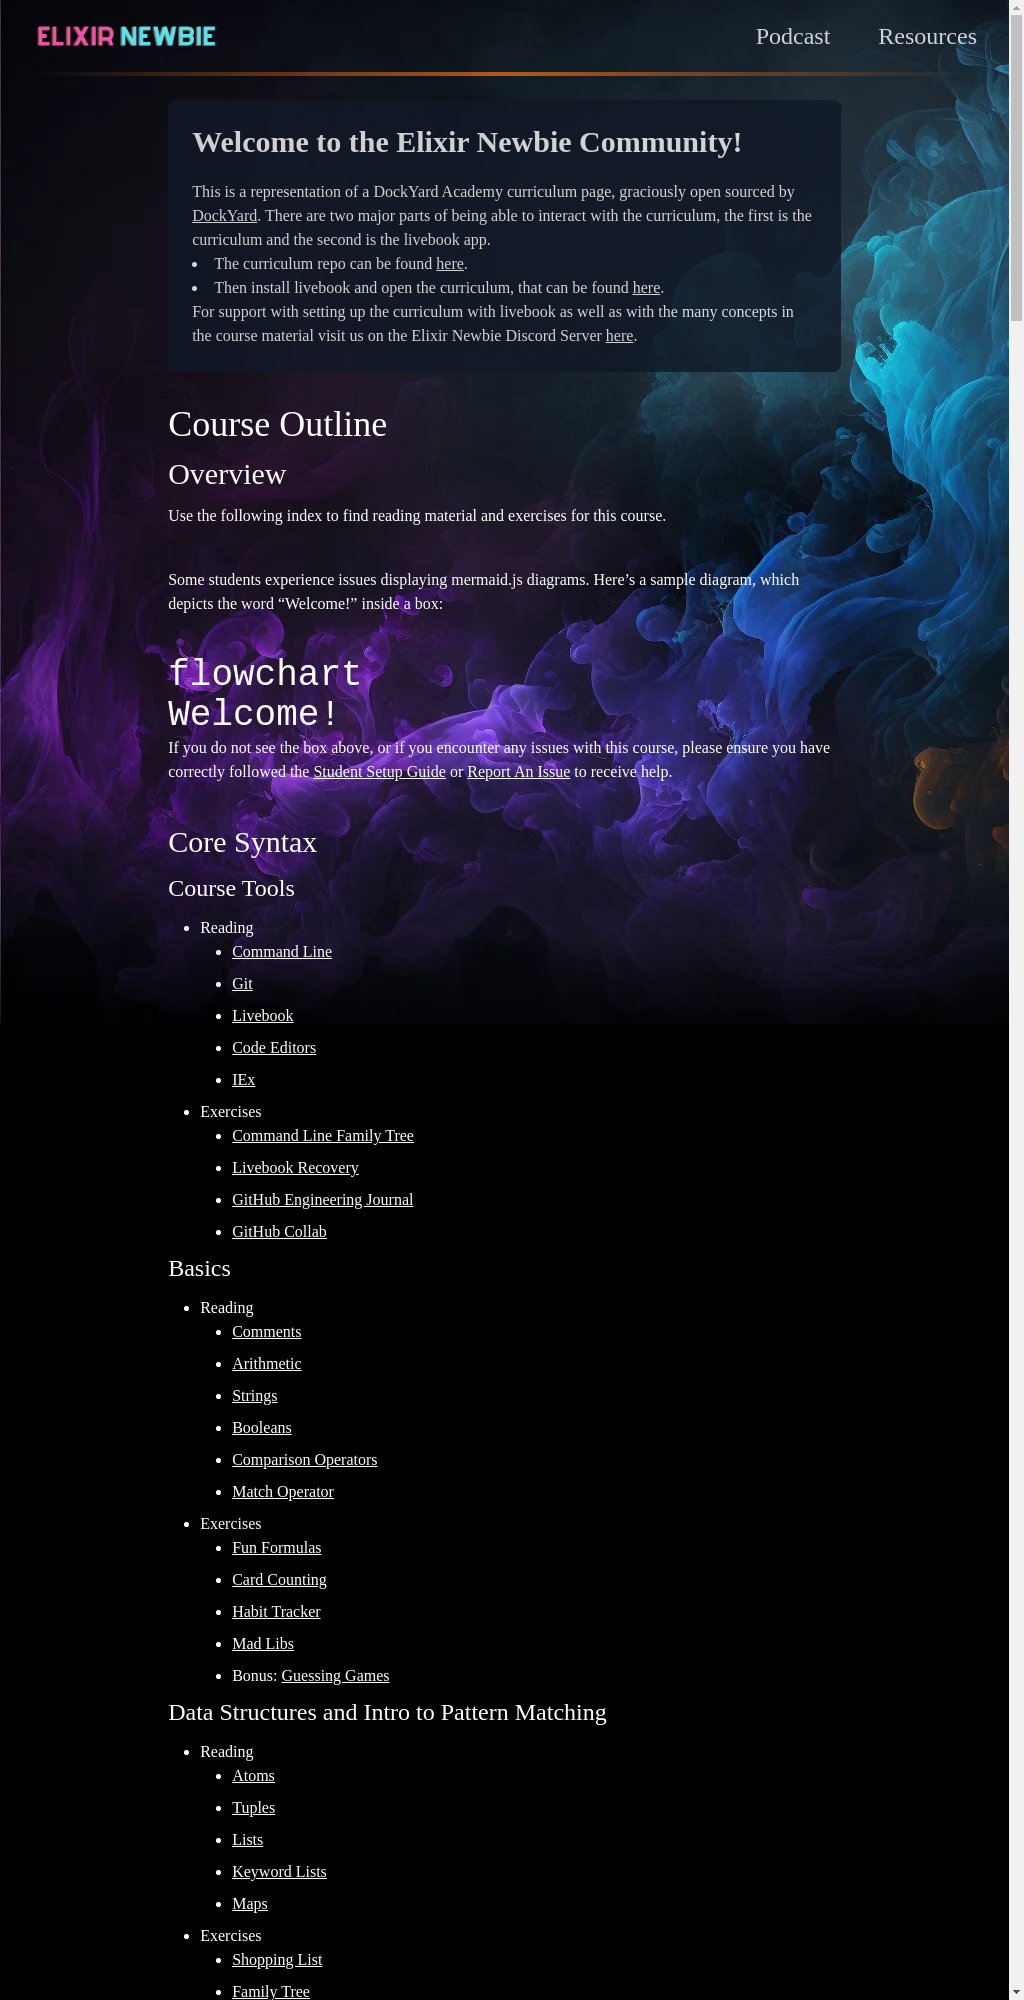 ELIXIR NEWBIE
Podcast
Resources
Welcome to the Elixir Newbie Community!
This is a representation of a DockYard Academy curriculum page, graciously open sourced by
DockYard. There are two major parts of being able to interact with the curriculum, the first is the
curriculum and the second is the livebook app.
• The curriculum repo can be found here.
• Then install livebook and open the curriculum, that can be found here.
For support with setting up the curriculum with livebook as well as with the many concepts in
the course material visit us on the Elixir Newbie Discord Server here.
Course Outline
Overview
Use the following index to find reading material and exercises for this course.
Some students experience issues displaying mermaid.js diagrams. Here’s a sample diagram, which
depicts the word “Welcome!” inside a box:
flowchart
Welcome!
If you do not see the box above, or if you encounter any issues with this course, please ensure you have
correctly followed the Student Setup Guide or Report An Issue to receive help.
Core Syntax
Course Tools
• Reading
• Command Line
• Git
• Livebook
• Code Editors
• IEx
• Exercises
• Command Line Family Tree
• Livebook Recovery
• GitHub Engineering Journal
• GitHub Collab
Basics
• Reading
• Comments
• Arithmetic
• Strings
• Booleans
• Comparison Operators
• Match Operator
• Exercises
• Fun Formulas
• Card Counting
• Habit Tracker
• Mad Libs
• Bonus: Guessing Games
Data Structures and Intro to Pattern Matching
• Reading
• Atoms
• Tuples
• Lists
• Keyword Lists
• Maps
• Exercises
• Shopping List
• Family Tree